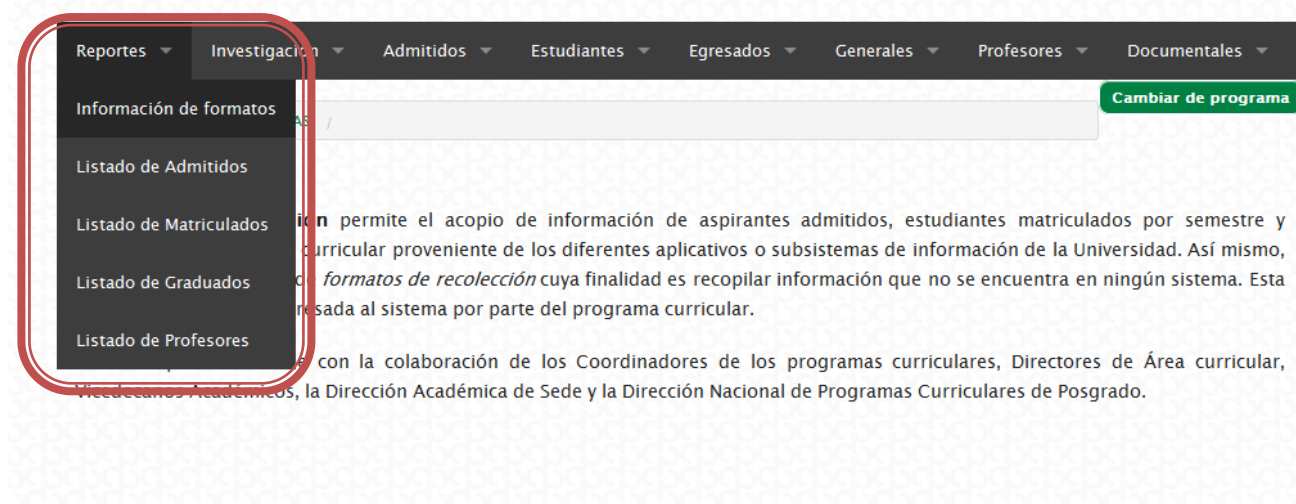 Reportes Investigación Admitidos Estudiantes Egresados Generales Profesores Documentales
Cambiar de programa
Información de formatos
/
Listado de Admitidos
Listado de Matriculados
Listado de Graduados
Listado de Profesores
permite el acopio de información de aspirantes admitidos, estudiantes matriculados por semestre y
curricular proveniente de los diferentes aplicativos o subsistemas de información de la Universidad. Así mismo,
formatos de recolección cuya finalidad es recopilar información que no se encuentra en ningún sistema. Esta
al sistema por parte del programa curricular.
con la colaboración de los Coordinadores de los programas curriculares, Directores de Área curricular,
Vicedecanos Académicos, la Dirección Académica de Sede y la Dirección Nacional de Programas Curriculares de Posgrado.